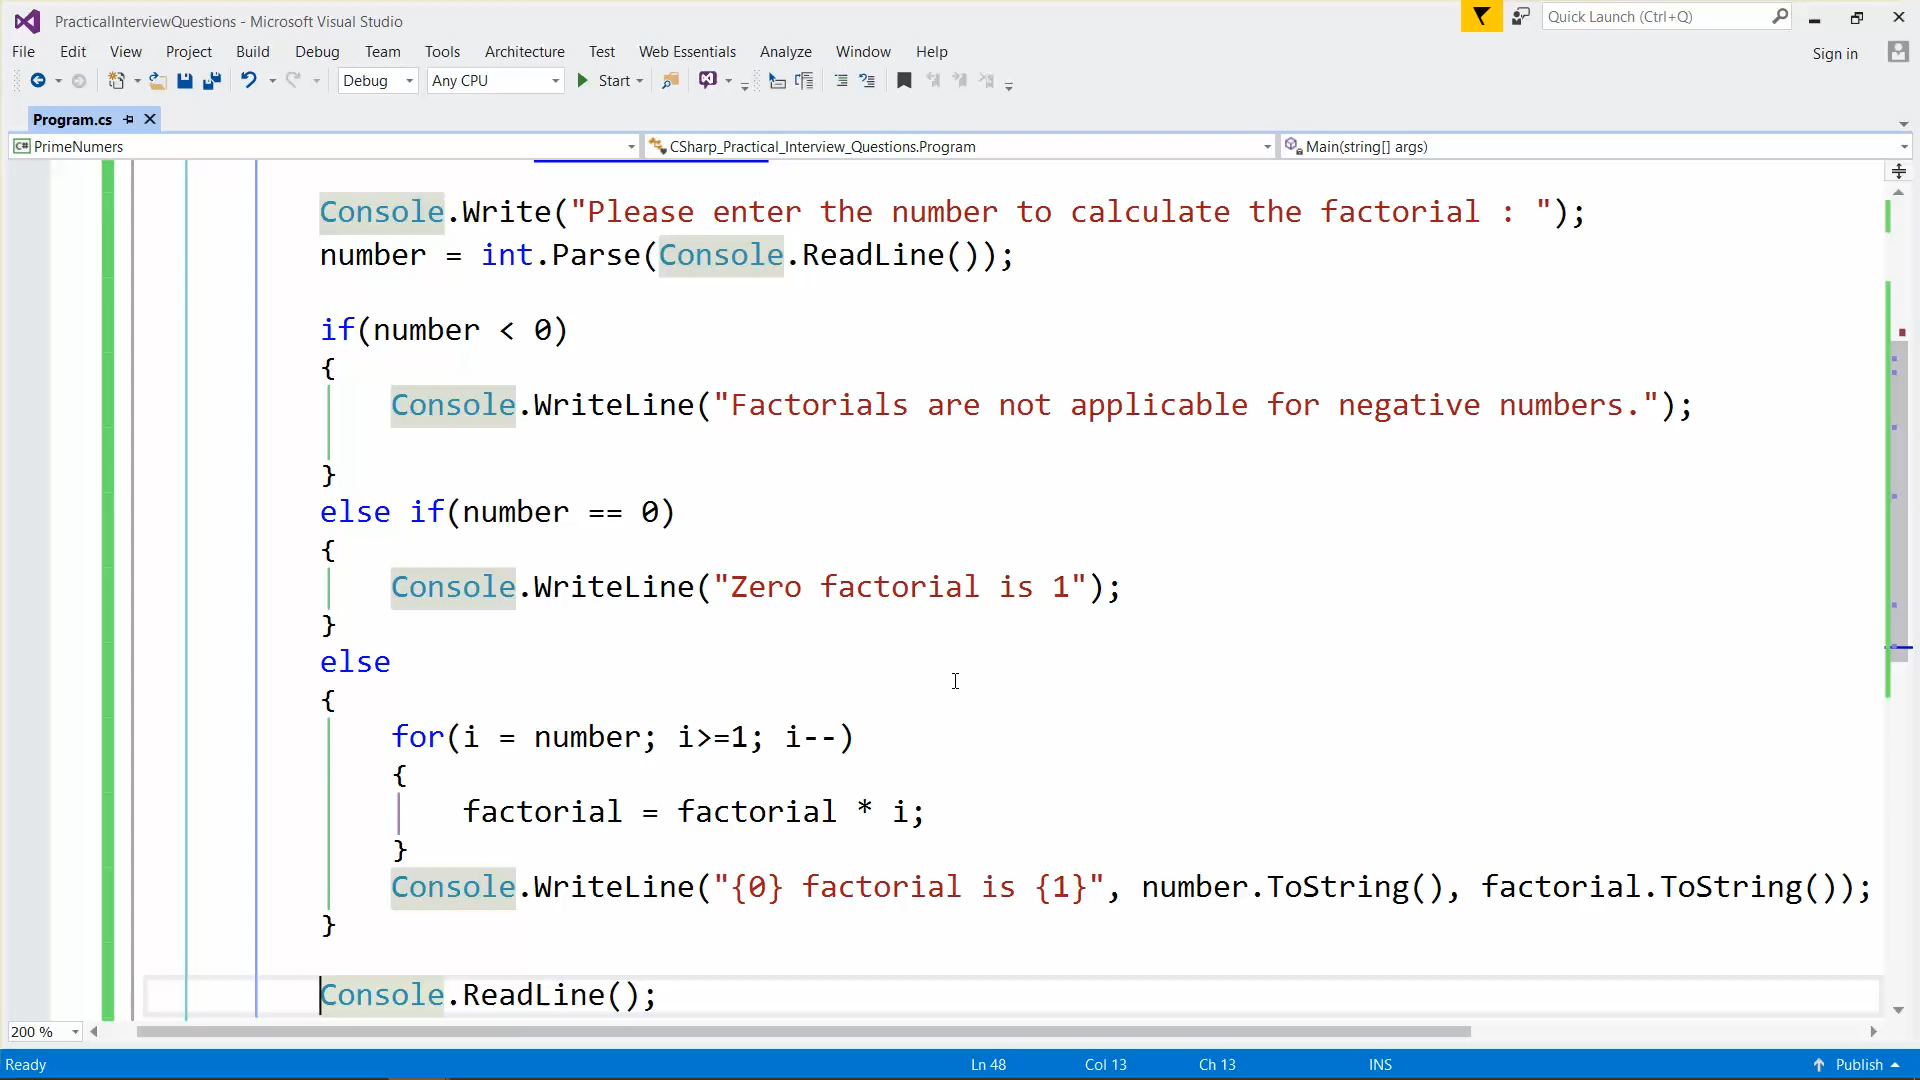 PracticalInterviewQuestions - Microsoft Visual Studio
Quick Launch (Ctrl+Q)
File Edit View Project Build Debug Team Tools Architecture Test Web Essentials Analyze Window Help
Sign in
Debug Any CPU Start
Program.cs
C# PrimeNumers CSharp_Practical_Interview_Questions.Program Main(string[] args)
Console.Write("Please enter the number to calculate the factorial : ");
number = int.Parse(Console.ReadLine());
if(number < 0)
{
Console.WriteLine("Factorials are not applicable for negative numbers.");
}
else if(number == 0)
{
Console.WriteLine("Zero factorial is 1");
}
else
{
for(i = number; i>=1; i--)
{
factorial = factorial * i;
}
Console.WriteLine("{0} factorial is {1}", number.ToString(), factorial.ToString());
}
Console.ReadLine();
200 %
Ready Ln 48 Col 13 Ch 13 INS Publish